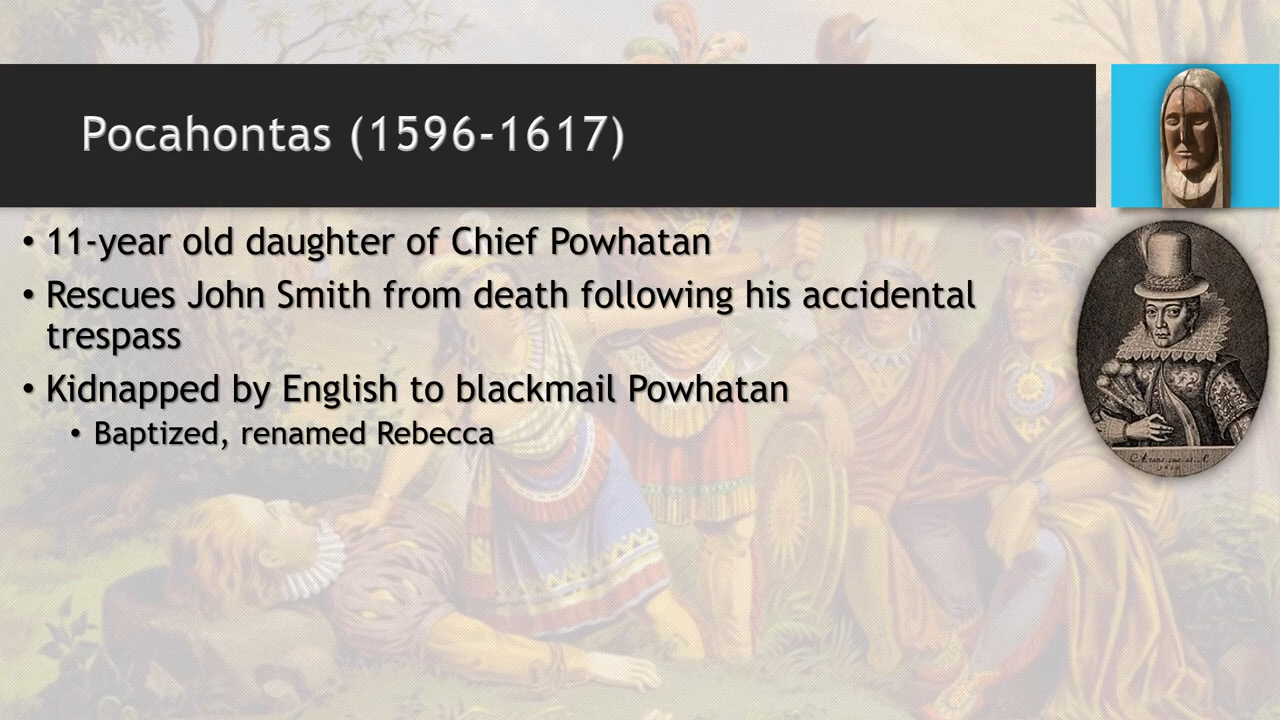 Pocahontas (1596-1617)
• 11-year old daughter of Chief Powhatan
• Rescues John Smith from death following his accidental
trespass
• Kidnapped by English to blackmail Powhatan
• Baptized, renamed Rebecca